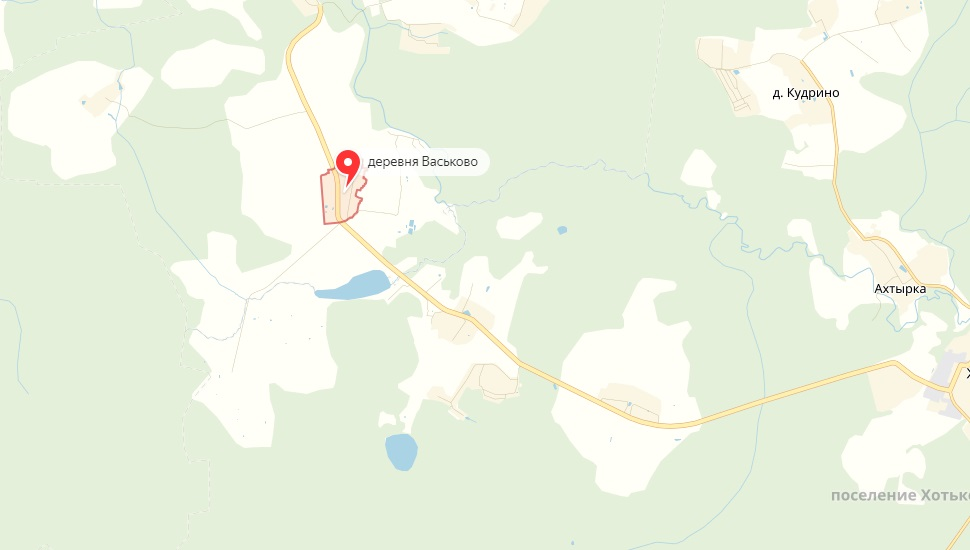 д. Кудрино
деревня Васьково
Ахтырка
Х
поселение Хотько